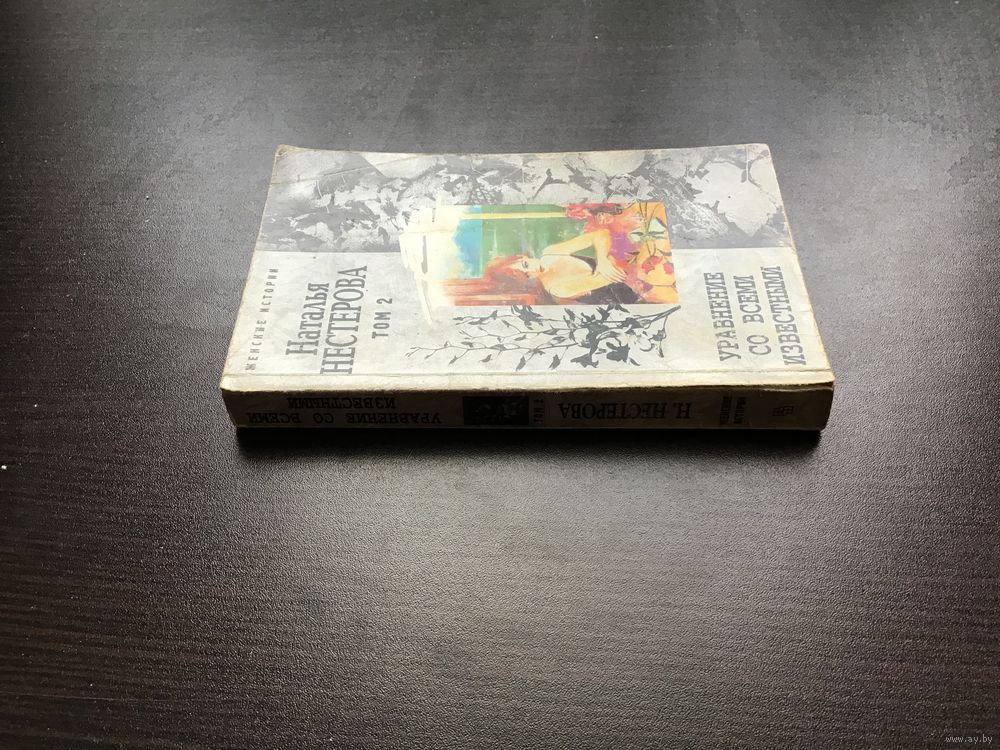 ЖЕНСКИЕ ИСТОРИИ
Наталья
НЕСТЕРОВА
ТОМ 2
УРАВНЕНИЕ
СО ВСЕМИ
ИЗВЕСТНЫМИ
ЖЕНСКИЕ
ИСТОРИИ
Н. НЕСТЕРОВА
ТОМ 2
УРАВНЕНИЕ СО ВСЕМИ
ИЗВЕСТНЫМИ
www.ay.by